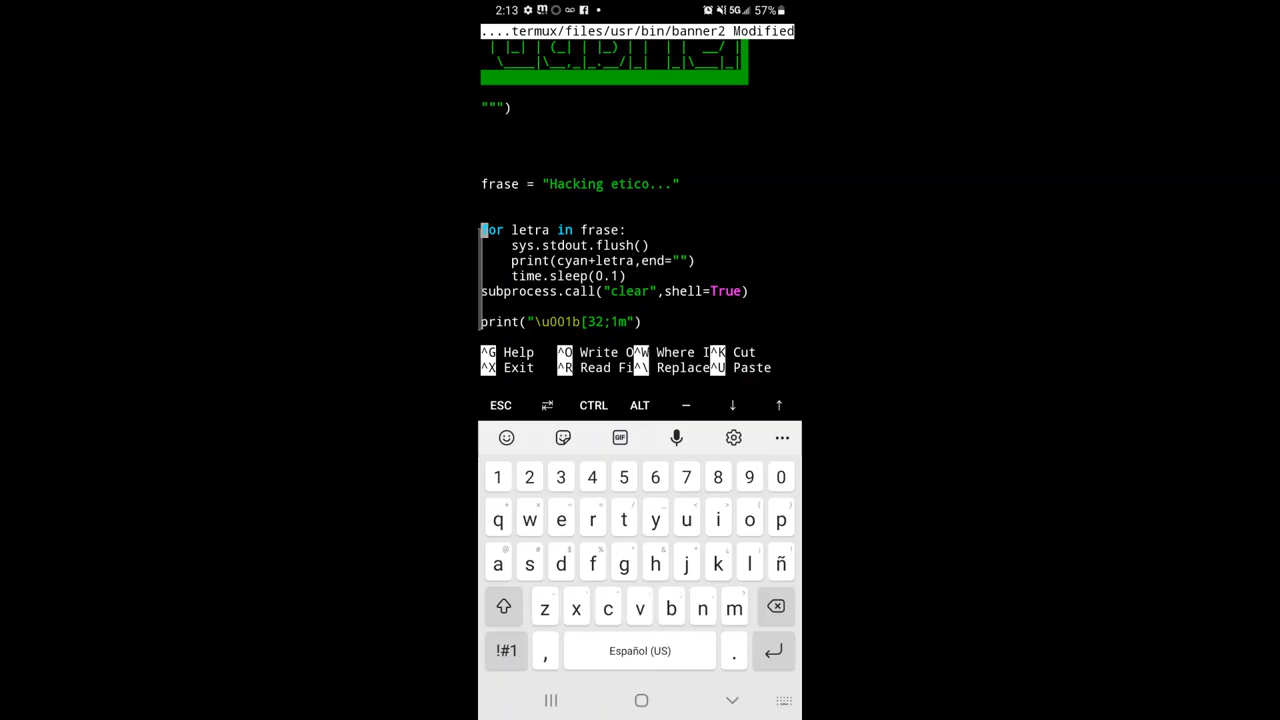 2:13 5G 57%
....termux/files/usr/bin/banner2 Modified
""")
frase = "Hacking etico..."
for letra in frase:
sys.stdout.flush()
print(cyan+letra,end="")
time.sleep(0.1)
subprocess.call("clear",shell=True)
print("\u001b[32;1m")
^G Help ^O Write O^W Where I^K Cut
^X Exit ^R Read Fi^\ Replace^U Paste
ESC CTRL ALT — ↓ ↑
GIF
1 2 3 4 5 6 7 8 9 0
q w e r t y u i o p
a s d f g h j k l ñ
z x c v b n m
!#1 , Español (US) .